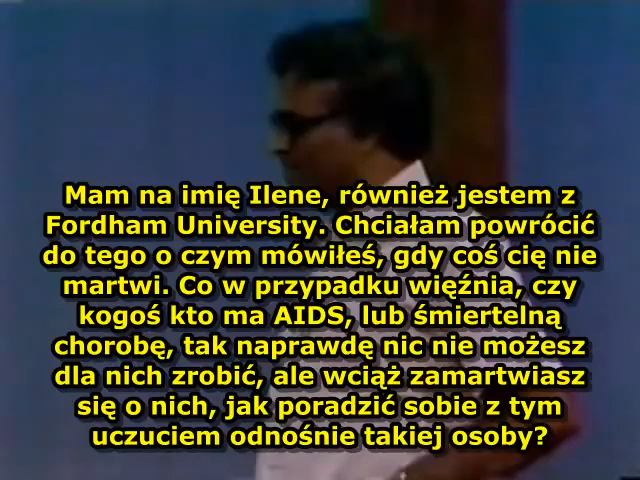 Mam na imię Ilene, również jestem z
Fordham University. Chciałam powrócić
do tego o czym mówiłeś, gdy coś cię nie
martwi. Co w przypadku więźnia, czy
kogoś kto ma AIDS, lub śmiertelną
chorobę, tak naprawdę nic nie możesz
dla nich zrobić, ale wciąż zamartwiasz
się o nich, jak poradzić sobie z tym
uczuciem odnośnie takiej osoby?